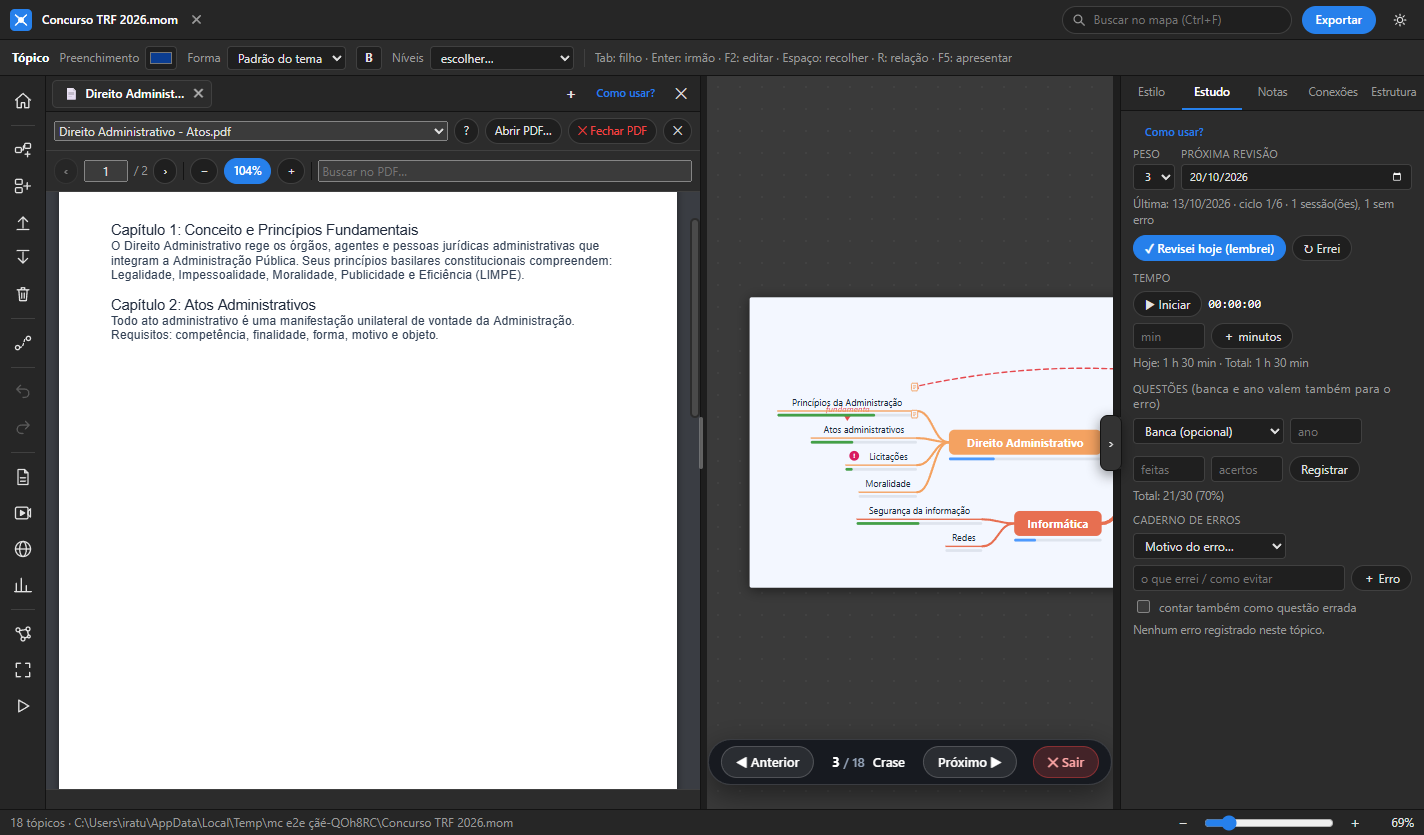 Concurso TRF 2026.mom
Buscar no mapa (Ctrl+F)
Exportar
Tópico
Preenchimento
Forma
Padrão do tema
B
Níveis
escolher...
Tab: filho · Enter: irmão · F2: editar · Espaço: recolher · R: relação · F5: apresentar
Direito Administ...
+
Como usar?
Direito Administrativo - Atos.pdf
?
Abrir PDF...
Fechar PDF
1
/ 2
104%
Buscar no PDF...
Capítulo 1: Conceito e Princípios Fundamentais
O Direito Administrativo rege os órgãos, agentes e pessoas jurídicas administrativas que
integram a Administração Pública. Seus princípios basilares constitucionais compreendem:
Legalidade, Impessoalidade, Moralidade, Publicidade e Eficiência (LIMPE).
Capítulo 2: Atos Administrativos
Todo ato administrativo é uma manifestação unilateral de vontade da Administração.
Requisitos: competência, finalidade, forma, motivo e objeto.
Princípios da Administração
fundamenta
Atos administrativos
Licitações
Moralidade
Direito Administrativo
Segurança da informação
Redes
Informática
Anterior
3 / 18 Crase
Próximo
Sair
Estilo
Estudo
Notas
Conexões
Estrutura
Como usar?
PESO
PRÓXIMA REVISÃO
3
20/10/2026
Última: 13/10/2026 · ciclo 1/6 · 1 sessão(ões), 1 sem
erro
Revisei hoje (lembrei)
Errei
TEMPO
Iniciar
00:00:00
min
+ minutos
Hoje: 1 h 30 min · Total: 1 h 30 min
QUESTÕES (banca e ano valem também para o
erro)
Banca (opcional)
ano
feitas
acertos
Registrar
Total: 21/30 (70%)
CADERNO DE ERROS
Motivo do erro...
o que errei / como evitar
+ Erro
contar também como questão errada
Nenhum erro registrado neste tópico.
18 tópicos · C:\Users\iratu\AppData\Local\Temp\mc e2e çãé-QOh8RC\Concurso TRF 2026.mom
69%